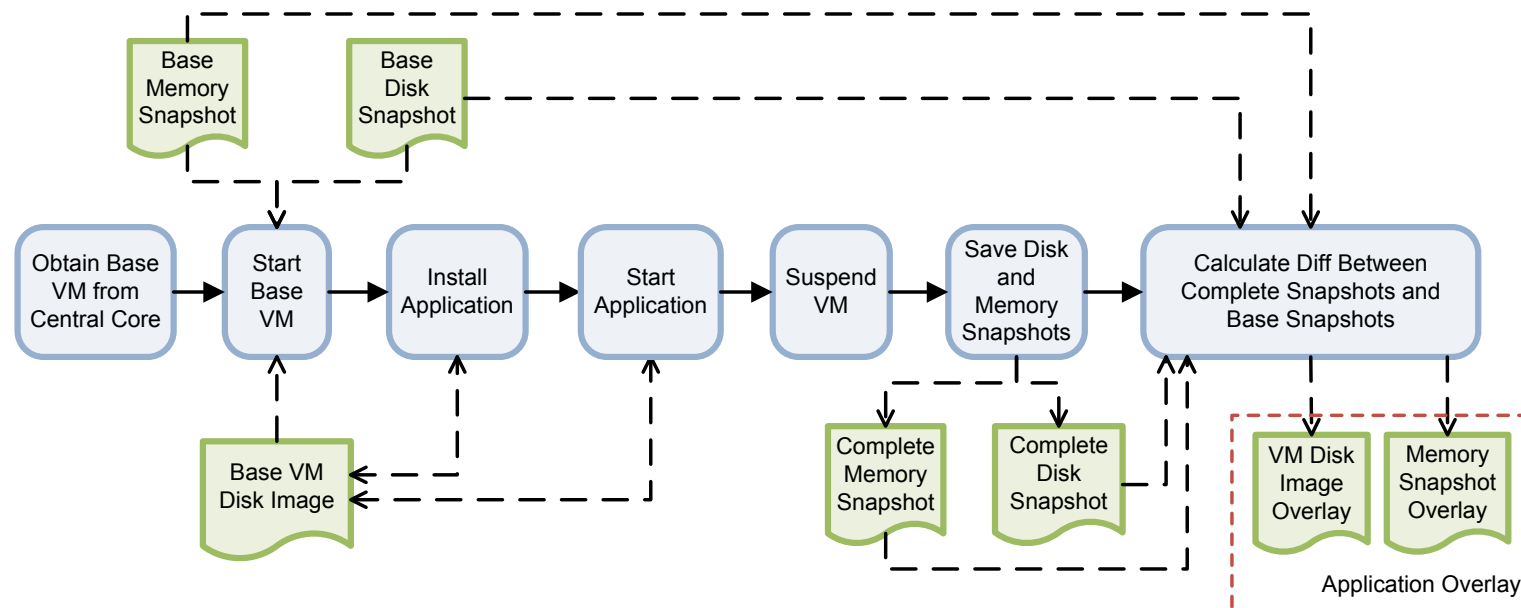 Base
Memory
Snapshot
Base
Disk
Snapshot
Obtain Base
VM from
Central Core
Start
Base
VM
Install
Application
Start
Application
Suspend
VM
Save Disk
and
Memory
Snapshots
Calculate Diff Between
Complete Snapshots and
Base Snapshots
Base VM
Disk Image
Complete
Memory
Snapshot
Complete
Disk
Snapshot
VM Disk
Image
Overlay
Memory
Snapshot
Overlay
Application Overlay